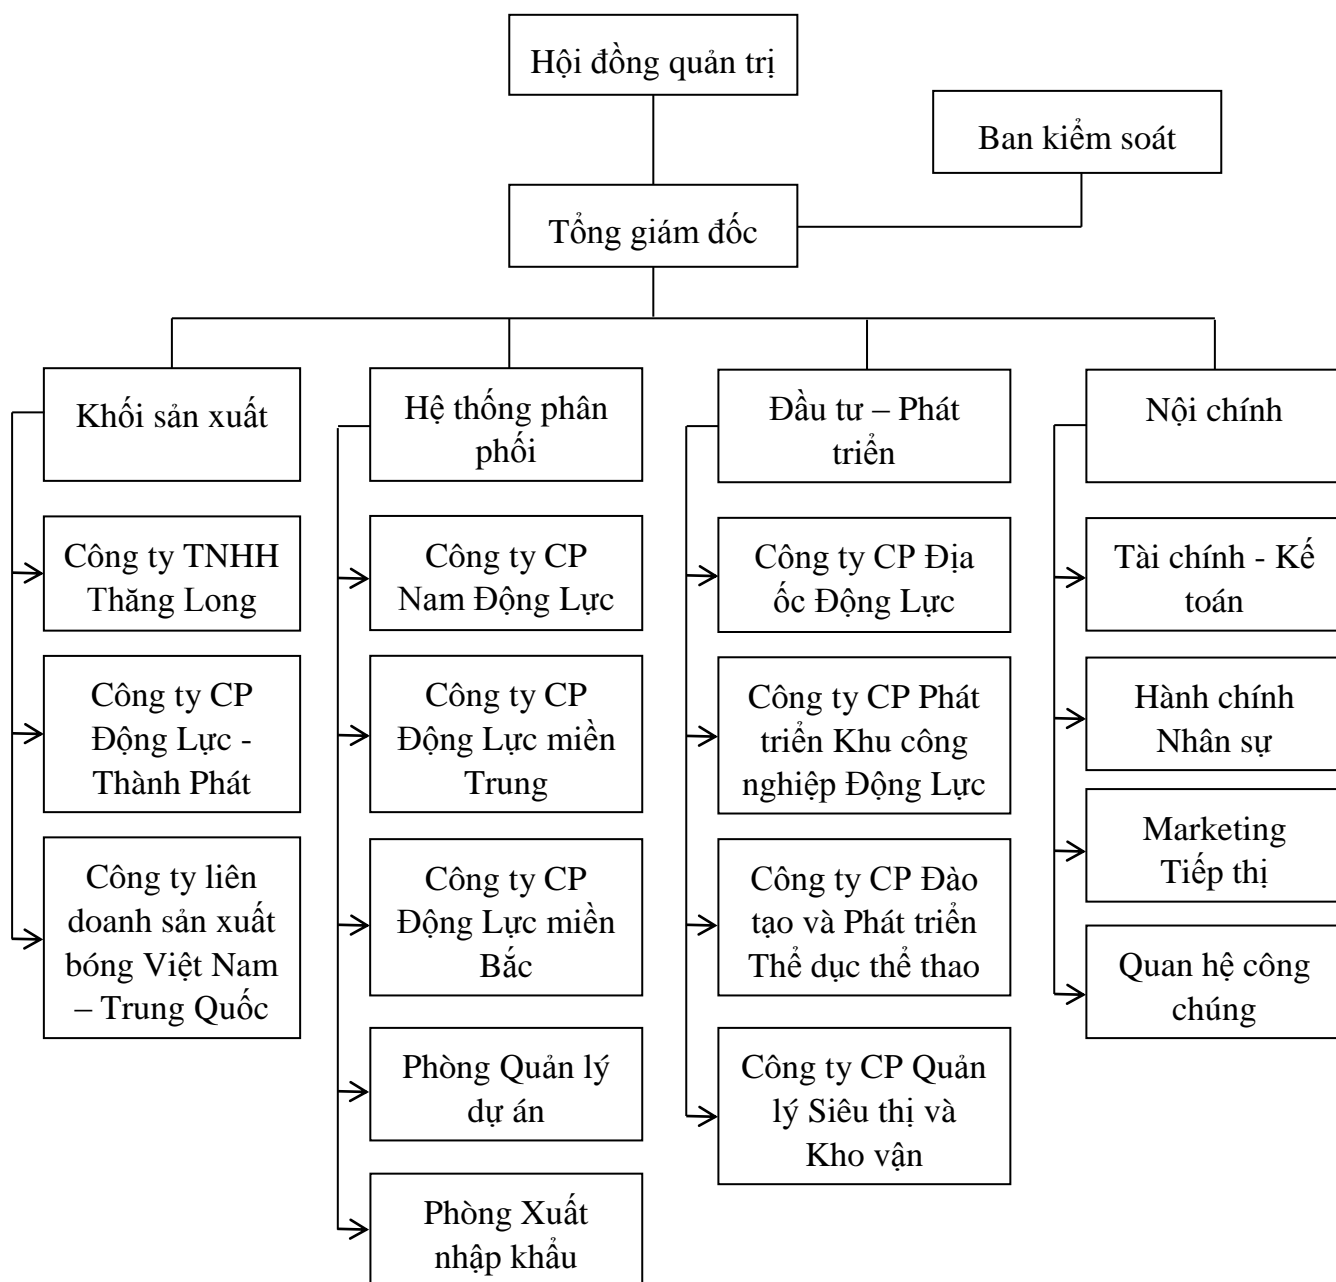 Hội đồng quản trị
Ban kiểm soát
Tổng giám đốc
Khối sản xuất
Công ty TNHH
Thăng Long
Công ty CP
Động Lực -
Thành Phát
Công ty liên
doanh sản xuất
bóng Việt Nam
– Trung Quốc
Hệ thống phân
phối
Công ty CP
Nam Động Lực
Công ty CP
Động Lực miền
Trung
Công ty CP
Động Lực miền
Bắc
Phòng Quản lý
dự án
Phòng Xuất
nhập khẩu
Đầu tư – Phát
triển
Công ty CP Địa
ốc Động Lực
Công ty CP Phát
triển Khu công
nghiệp Động Lực
Công ty CP Đào
tạo và Phát triển
Thể dục thể thao
Công ty CP Quản
lý Siêu thị và
Kho vận
Nội chính
Tài chính - Kế
toán
Hành chính
Nhân sự
Marketing
Tiếp thị
Quan hệ công
chúng